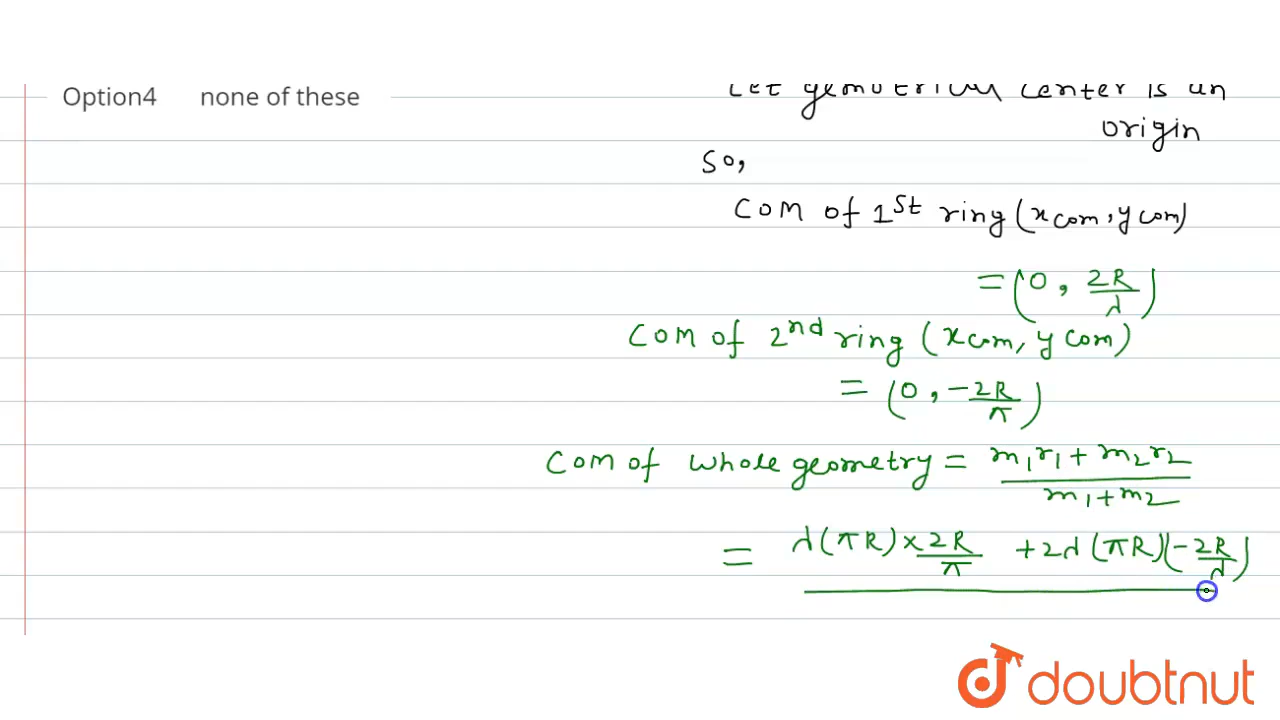 Option4 none of these
center is an
origin
so,
COM of 1st ring (xcom, ycom)
= (0, 2R/λ)
COM of 2nd ring (xcom, ycom)
= (0, -2R/π)
COM of whole geometry = m1r1 + m2r2 / m1 + m2
= λ(πR) × 2R/π + 2λ(πR)(-2R/λ)
doubtnut